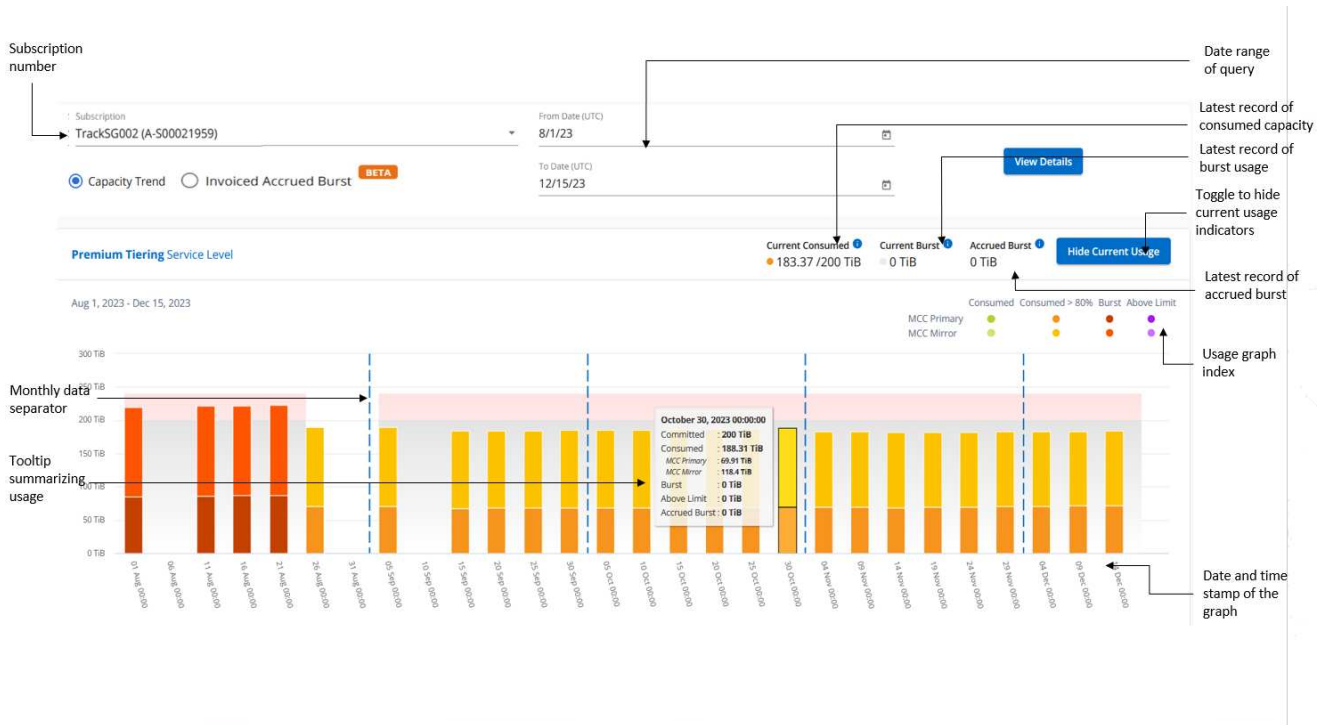 Subscription
number
Date range
of query
Latest record of
consumed capacity
Latest record of
burst usage
Toggle to hide
current usage
indicators
Latest record of
accrued burst
Usage graph
index
Subscription
TrackSG002 (A-S00021959)
From Date (UTC)
8/1/23
Capacity Trend
Invoiced Accrued Burst
BETA
To Date (UTC)
12/15/23
View Details
Premium Tiering Service Level
Current Consumed
183.37 /200 TiB
Current Burst
0 TiB
Accrued Burst
0 TiB
Hide Current Usage
Aug 1, 2023 - Dec 15, 2023
Consumed Consumed > 80% Burst Above Limit
MCC Primary
MCC Mirror
Monthly data
separator
Tooltip
summarizing
usage
300 TiB
250 TiB
200 TiB
150 TiB
100 TiB
50 TiB
0 TiB
October 30, 2023 00:00:00
Committed : 200 TiB
Consumed : 188.31 TiB
MCC Primary : 69.91 TiB
MCC Mirror : 118.4 TiB
Burst : 0 TiB
Above Limit : 0 TiB
Accrued Burst : 0 TiB
01 Aug 00:00
06 Aug 00:00
11 Aug 00:00
16 Aug 00:00
21 Aug 00:00
26 Aug 00:00
31 Aug 00:00
05 Sep 00:00
10 Sep 00:00
15 Sep 00:00
20 Sep 00:00
25 Sep 00:00
30 Sep 00:00
05 Oct 00:00
10 Oct 00:00
15 Oct 00:00
20 Oct 00:00
25 Oct 00:00
30 Oct 00:00
04 Nov 00:00
09 Nov 00:00
14 Nov 00:00
19 Nov 00:00
24 Nov 00:00
29 Nov 00:00
04 Dec 00:00
09 Dec 00:00
14 Dec 00:00
Date and time
stamp of the
graph